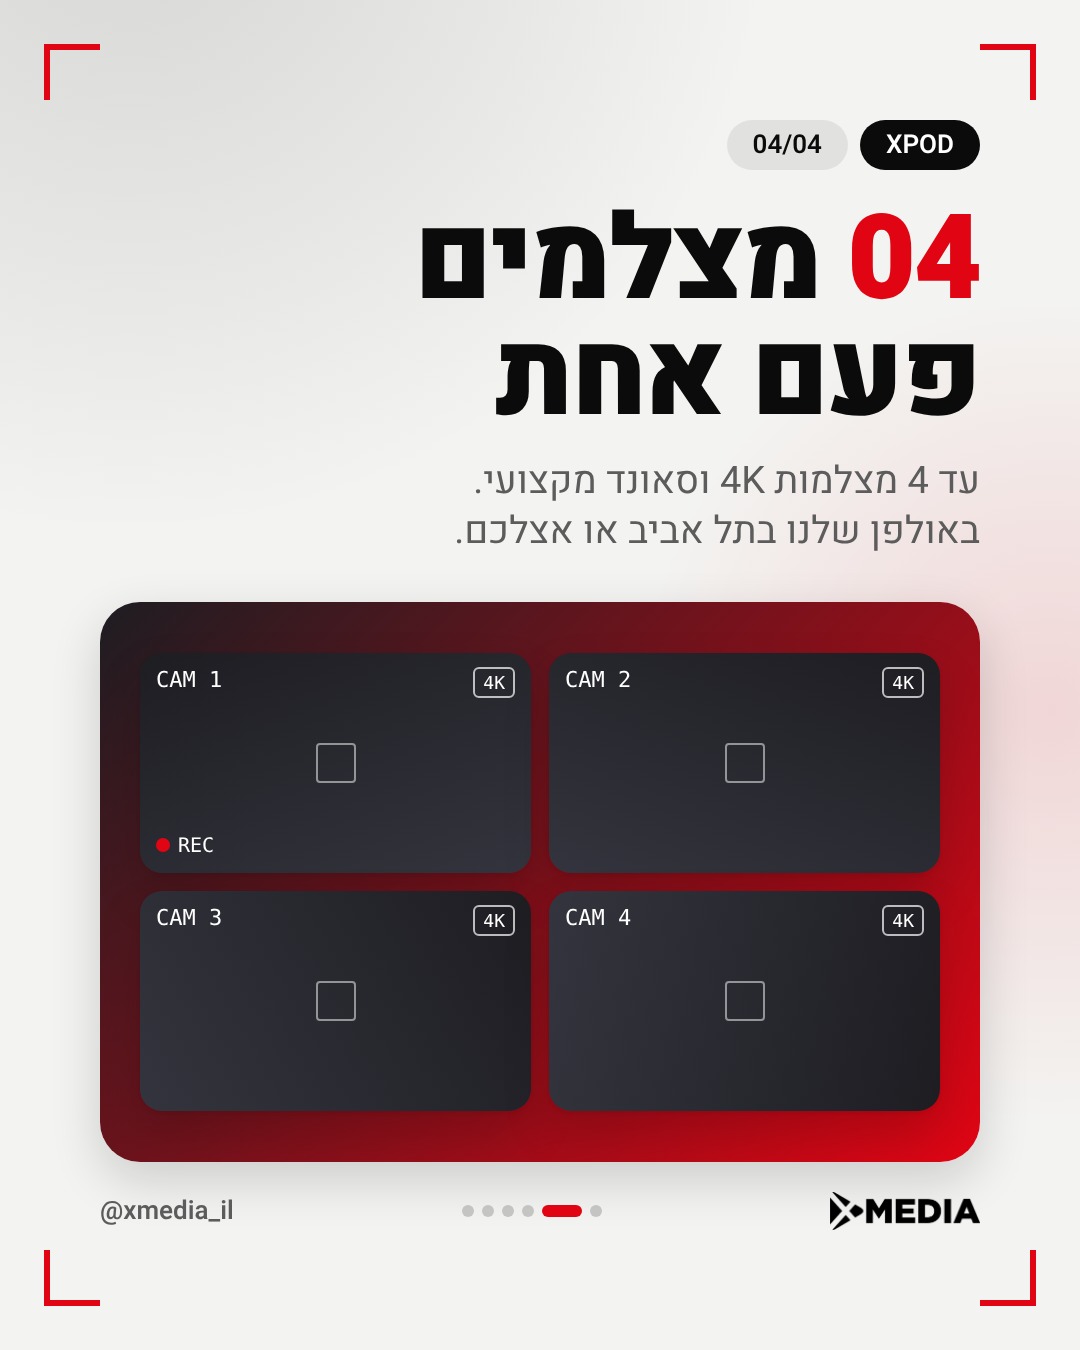 XPOD 04/04
04 מצלמים
פעם אחת
עד 4 מצלמות 4K וסאונד מקצועי.
באולפן שלנו בתל אביב או אצלכם.
CAM 1 4K
REC
CAM 2 4K
CAM 3 4K
CAM 4 4K
@xmedia_il
XMEDIA